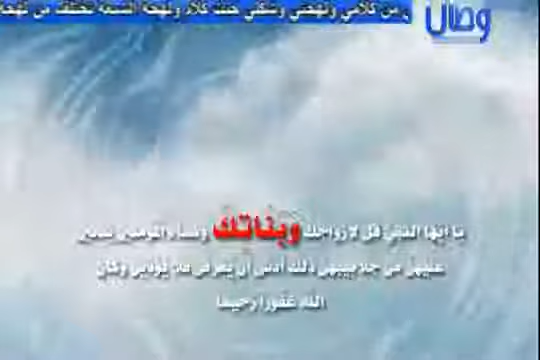 من كلامي ولهجتي وشكلي حتى كلام ولهجة الشيعة تختلف عن لهجة
وصال
يا أيها النبي قل لأزواجك وبناتك ونساء المؤمنين يدنين
عليهن من جلابيبهن ذلك أدنى أن يعرفن فلا يؤذين وكان
الله غفورا رحيما